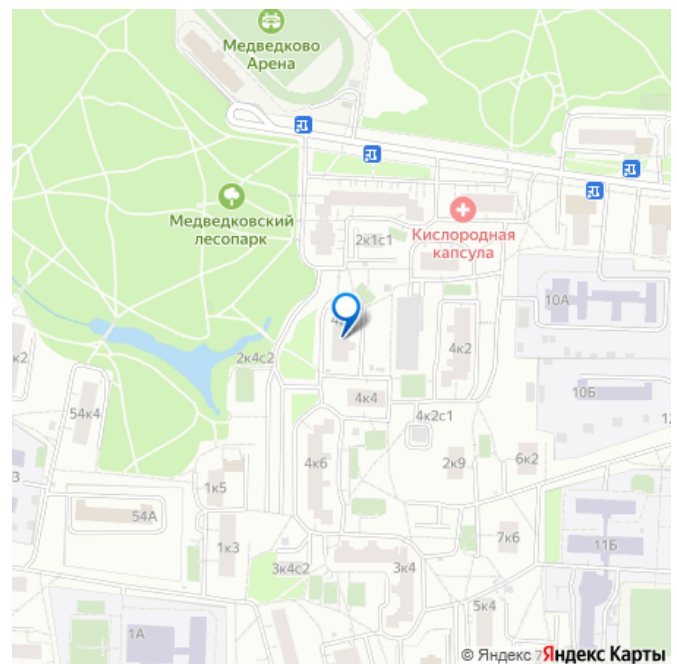 Медведково
Арена
Медведковский
лесопарк
Кислородная
капсула
2к1с1
10А
4к2
2к4с2
к2
4к4
10Б
54к4
4к2с1
4к6
2к9
6к2
1к5
54А
1к3
7к6
11Б
3к4с2
3к4
5к4
1А
© Яндекс
Яндекс Карты